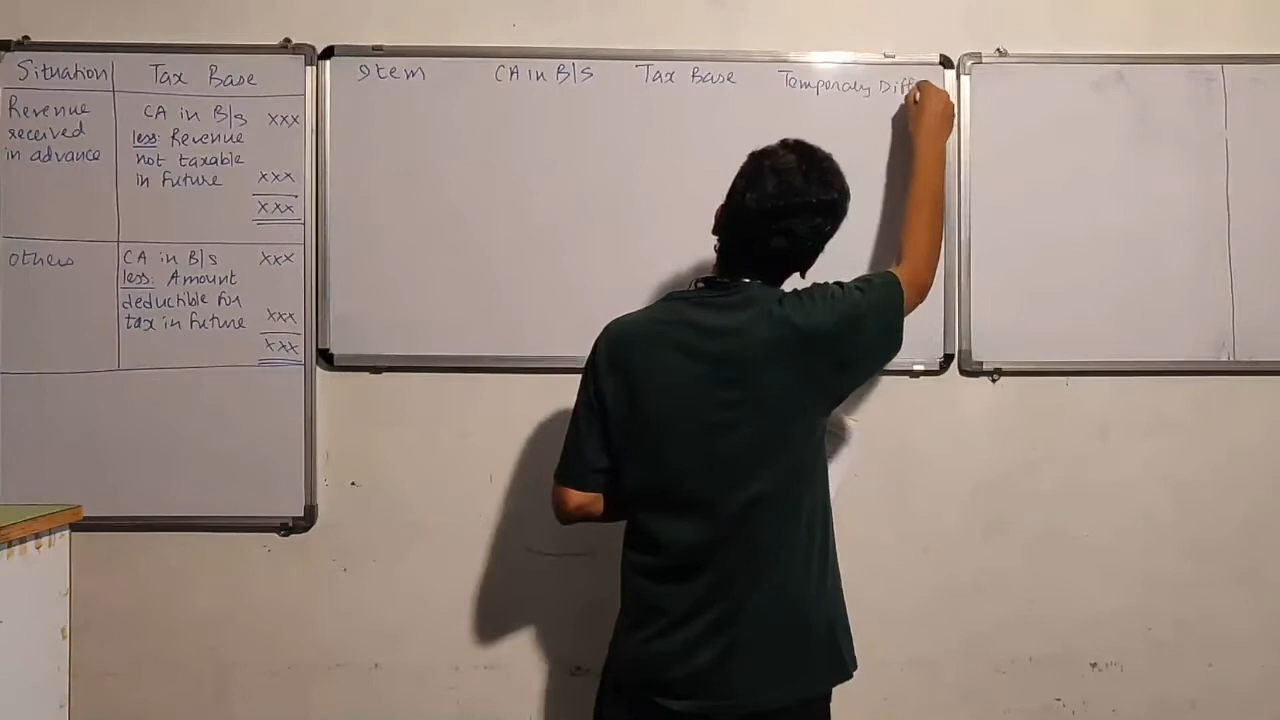 Situation Tax Base
Revenue received in advance
CA in B/s xxx
less: Revenue
not taxable
in future xxx
xxx
others
CA in B/s xxx
less: Amount
deductible for
tax in future xxx
xxx
Item CA in B/s Tax Base Temporary Diff